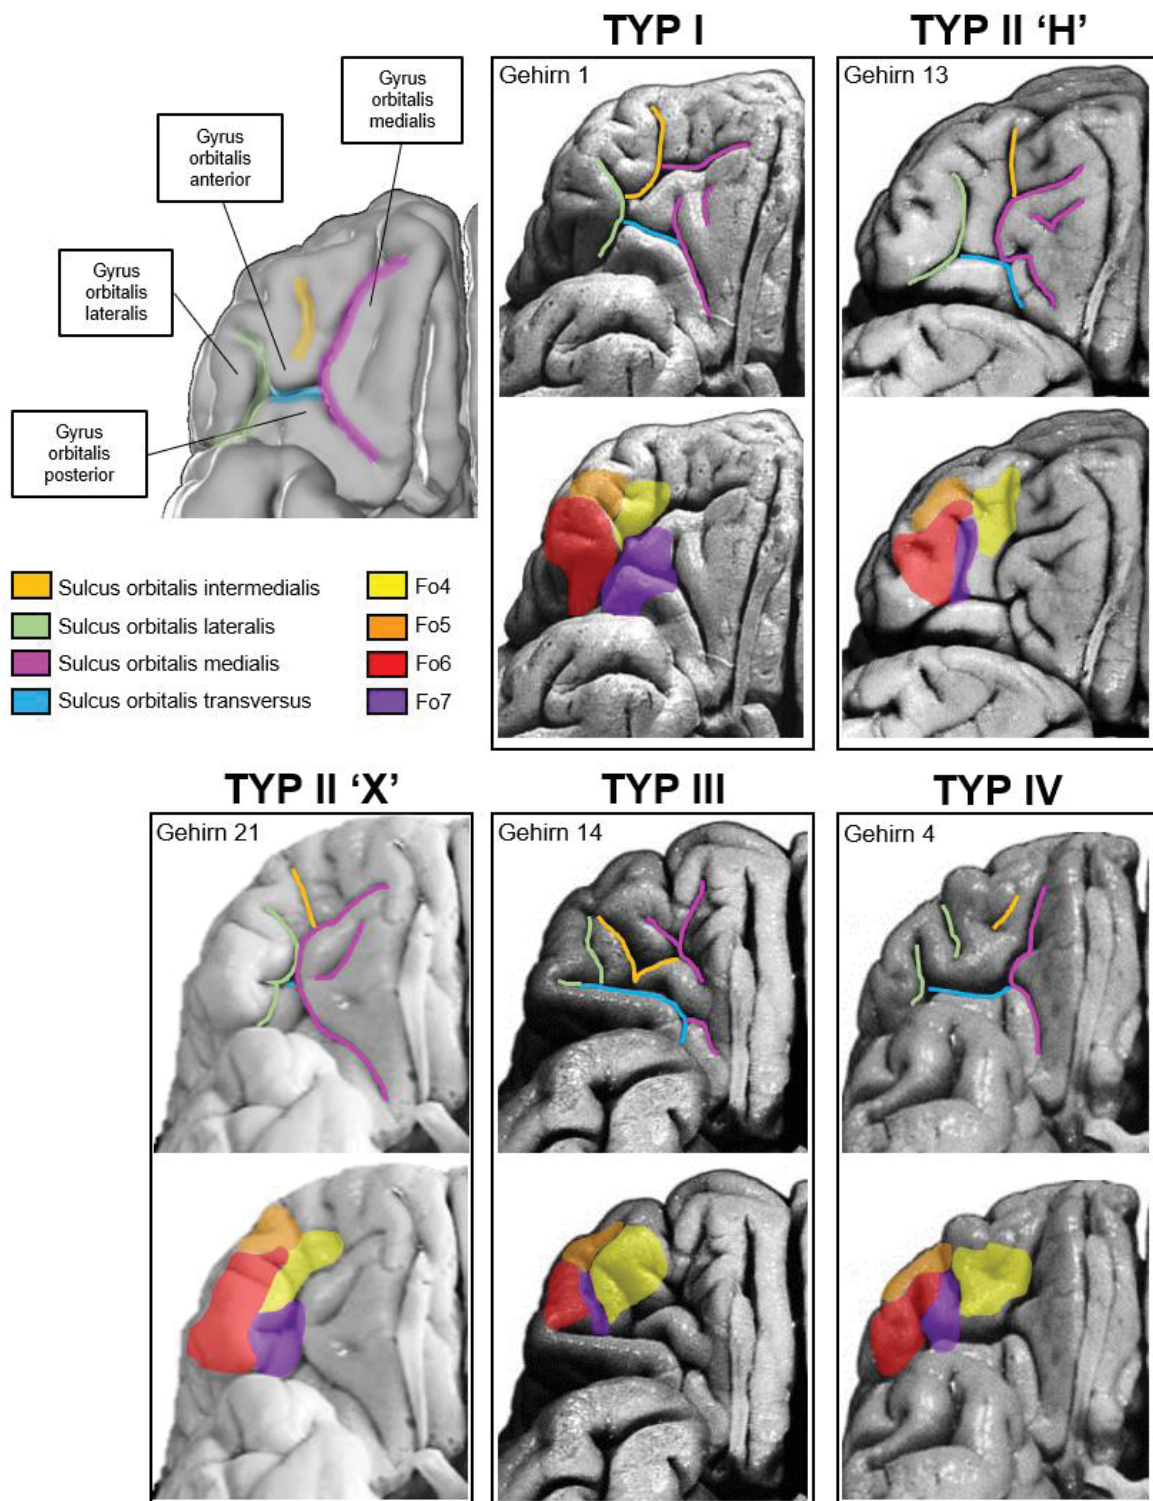 TYP I
TYP II ‘H’
Gehirn 1
Gehirn 13
Gyrus
orbitalis
medialis
Gyrus
orbitalis
anterior
Gyrus
orbitalis
lateralis
Gyrus
orbitalis
posterior
Sulcus orbitalis intermedialis
Sulcus orbitalis lateralis
Sulcus orbitalis medialis
Sulcus orbitalis transversus
Fo4
Fo5
Fo6
Fo7
TYP II ‘X’
TYP III
TYP IV
Gehirn 21
Gehirn 14
Gehirn 4